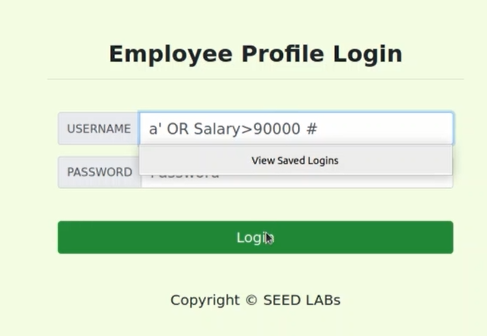 Employee Profile Login
USERNAME a' OR Salary>90000 #
View Saved Logins
PASSWORD Password
Login
Copyright © SEED LABs